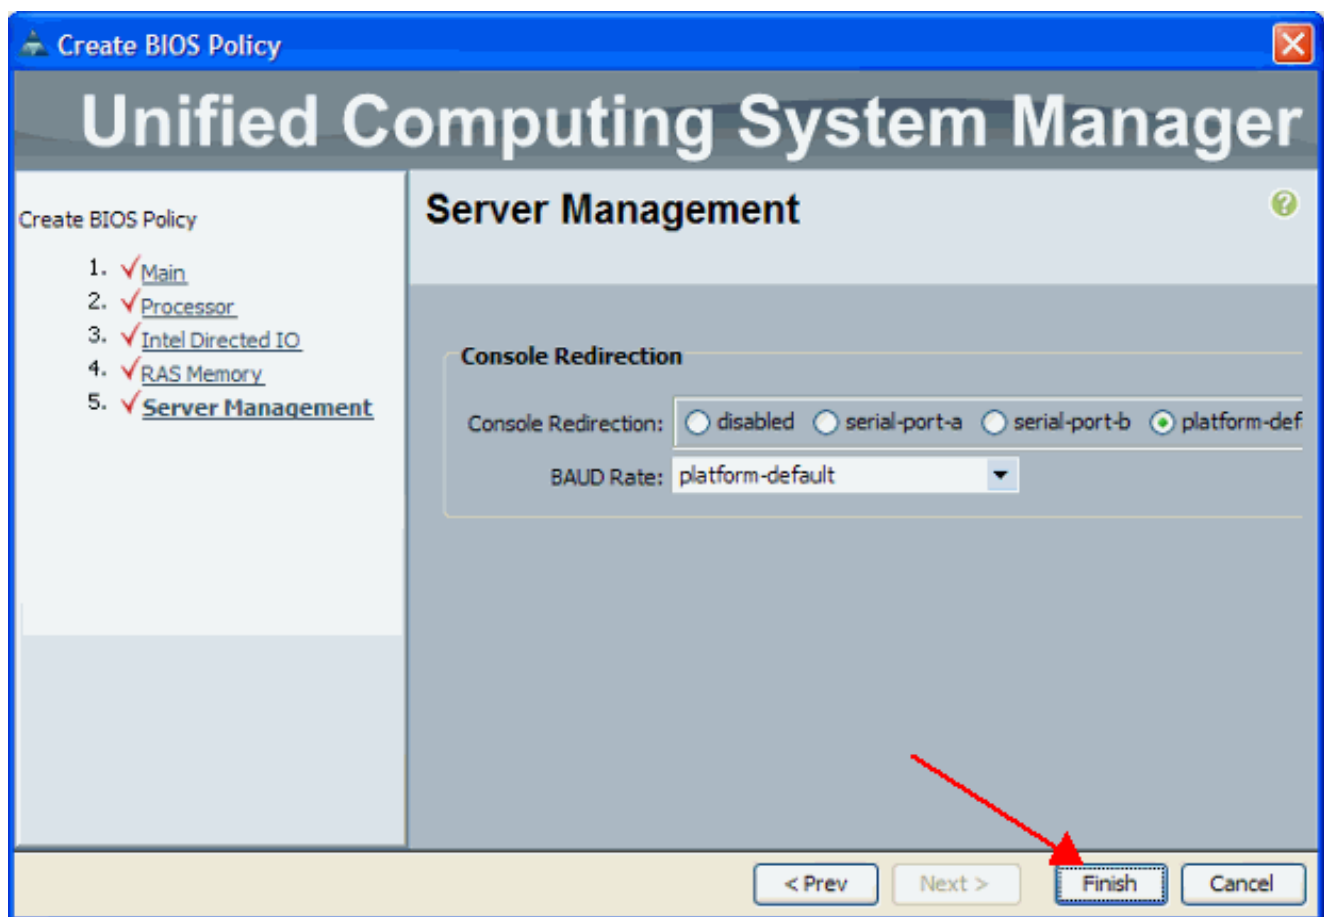 Create BIOS Policy
Unified Computing System Manager
Create BIOS Policy
1. Main
2. Processor
3. Intel Directed IO
4. RAS Memory
5. Server Management
Server Management
?
Console Redirection
Console Redirection: disabled serial-port-a serial-port-b platform-def
BAUD Rate: platform-default
< Prev Next > Finish Cancel